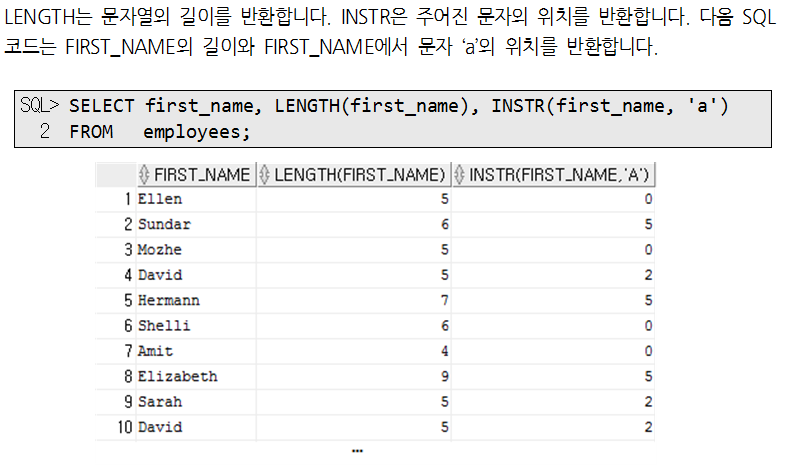 LENGTH는 문자열의 길이를 반환합니다. INSTR은 주어진 문자의 위치를 반환합니다. 다음 SQL
코드는 FIRST_NAME의 길이와 FIRST_NAME에서 문자 ‘a’의 위치를 반환합니다.
SQL> SELECT first_name, LENGTH(first_name), INSTR(first_name, 'a')
2 FROM employees;
FIRST_NAME LENGTH(FIRST_NAME) INSTR(FIRST_NAME,'A')
1 Ellen 5 0
2 Sundar 6 5
3 Mozhe 5 0
4 David 5 2
5 Hermann 7 5
6 Shelli 6 0
7 Amit 4 0
8 Elizabeth 9 5
9 Sarah 5 2
10 David 5 2
...